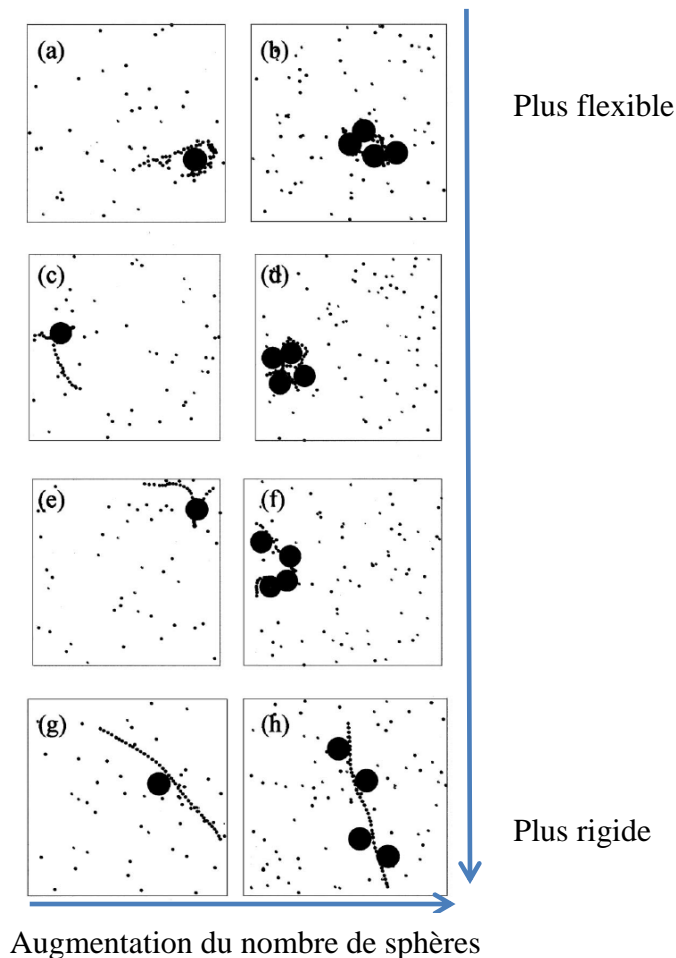 (a)
(b)
Plus flexible
(c)
(d)
(e)
(f)
(g)
(h)
Plus rigide
Augmentation du nombre de sphères